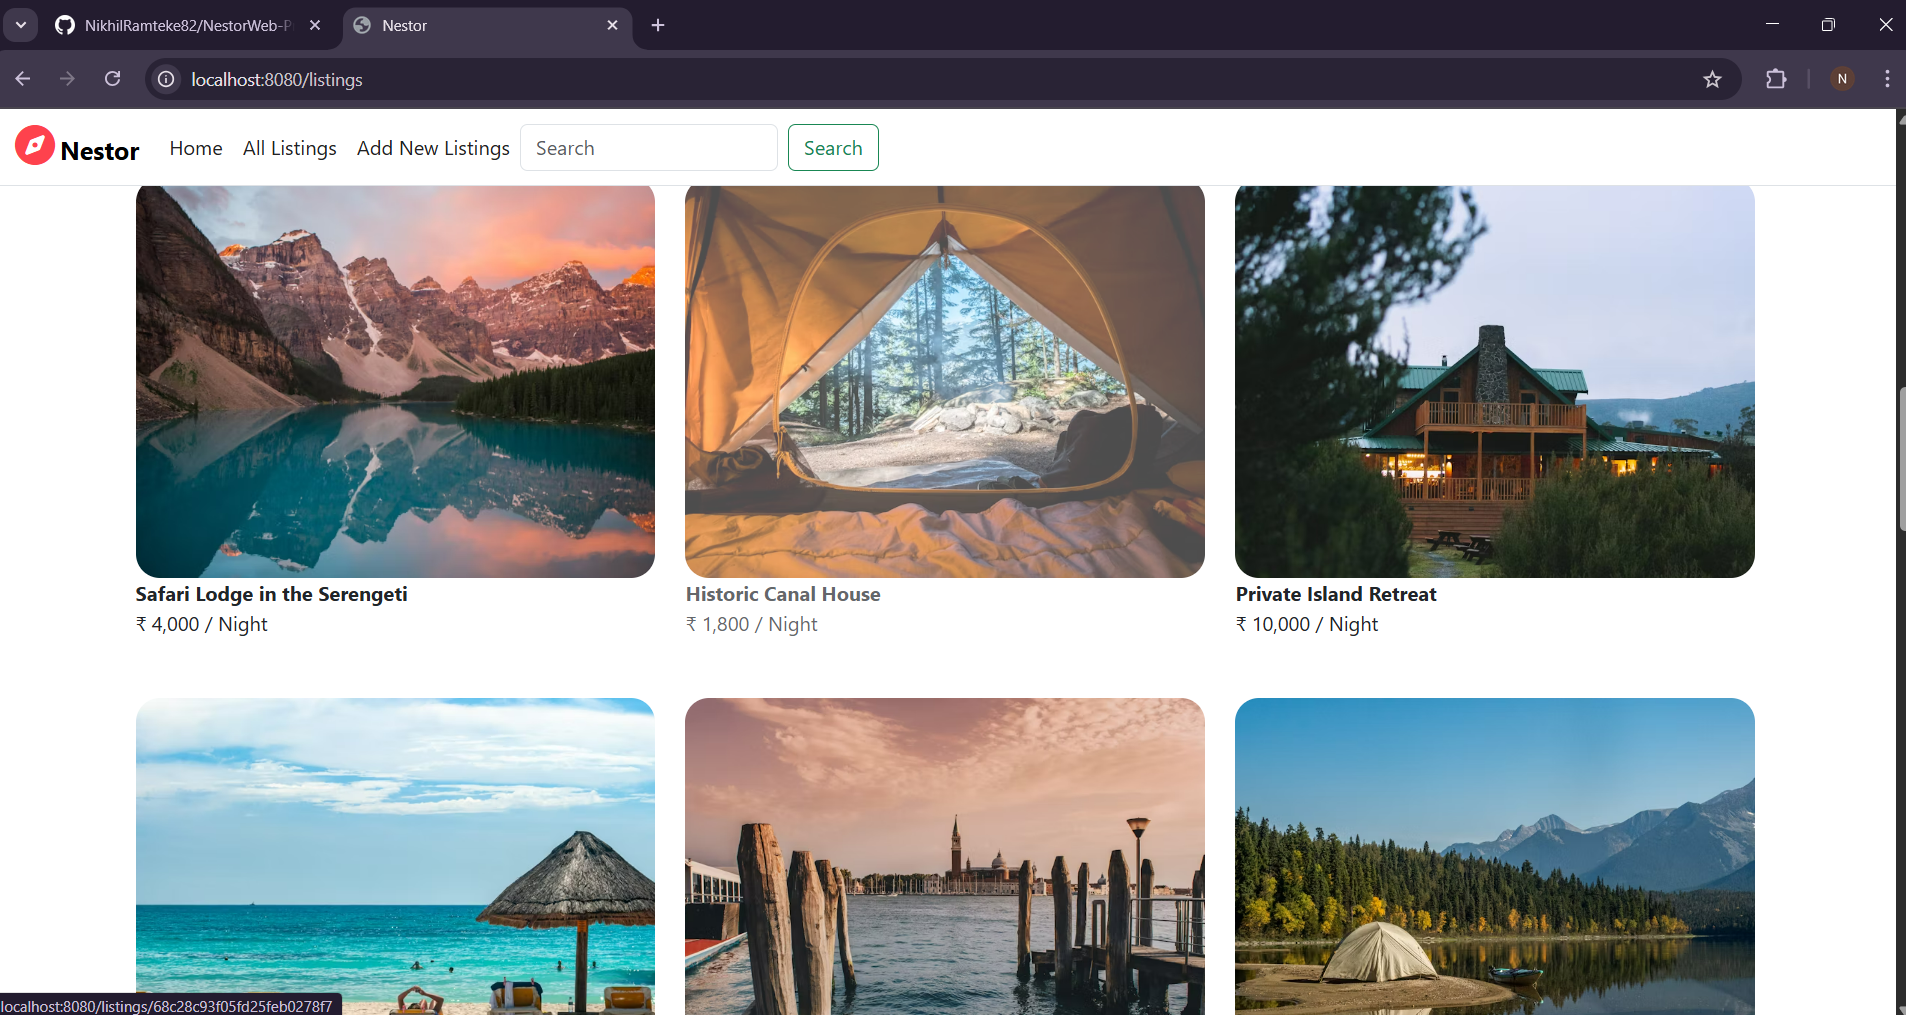 NikhilRamteke82/NestorWeb-P
Nestor
localhost:8080/listings
N
Nestor
Home
All Listings
Add New Listings
Search
Search
Safari Lodge in the Serengeti
₹ 4,000 / Night
Historic Canal House
₹ 1,800 / Night
Private Island Retreat
₹ 10,000 / Night
localhost:8080/listings/68c28c93f05fd25feb0278f7